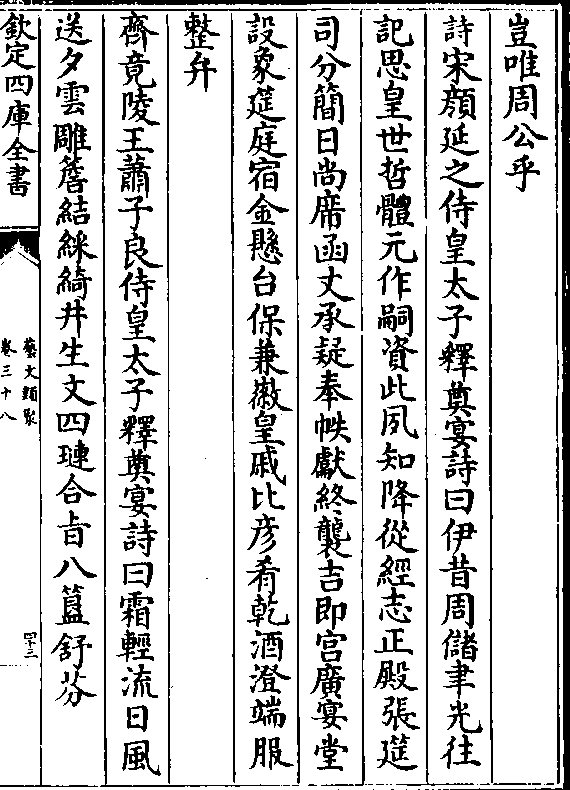 豈唯周公乎
詩宋顔延之侍皇太子釋奠宴詩曰伊昔周儲聿光往
記思皇世哲體元作嗣資此夙知降從經志正殿張筵
司分簡日尚席函丈承疑奉帙獻終襲吉即宫廣宴堂
設象筵庭宿金懸台保兼徽皇戚比彦肴乾酒澄端服
整弁
齊竟陵王蕭子良侍皇太子釋奠宴詩曰霜輕流日風
送夕雲雕簷結綵綺井生文四璉合旨八簋舒芬
欽定四庫全書
藝文類聚
卷三十八
四十三